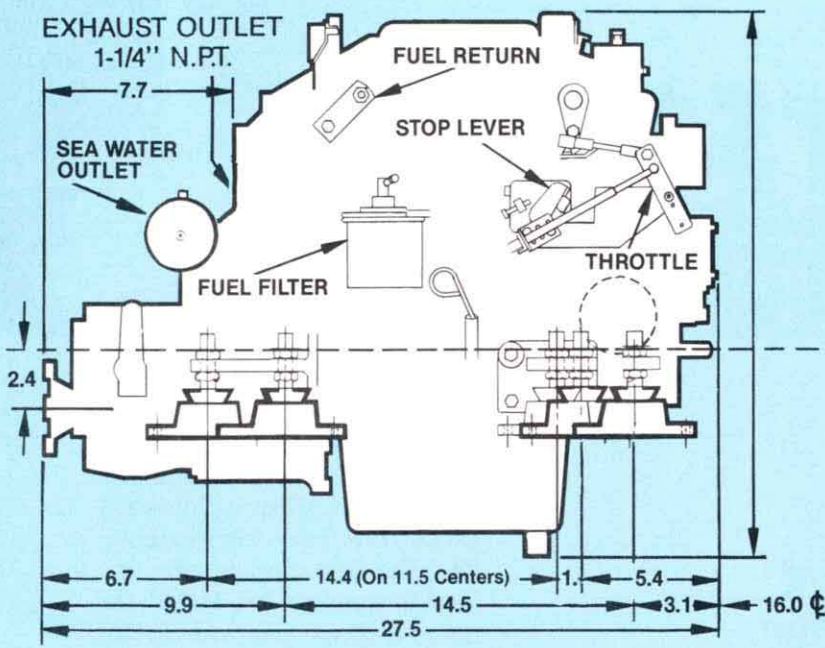 EXHAUST OUTLET
1-1/4" N.P.T.
7.7
FUEL RETURN
STOP LEVER
SEA WATER
OUTLET
FUEL FILTER
THROTTLE
2.4
6.7
14.4 (On 11.5 Centers)
1.
5.4
9.9
14.5
3.1
16.0 ℄
27.5